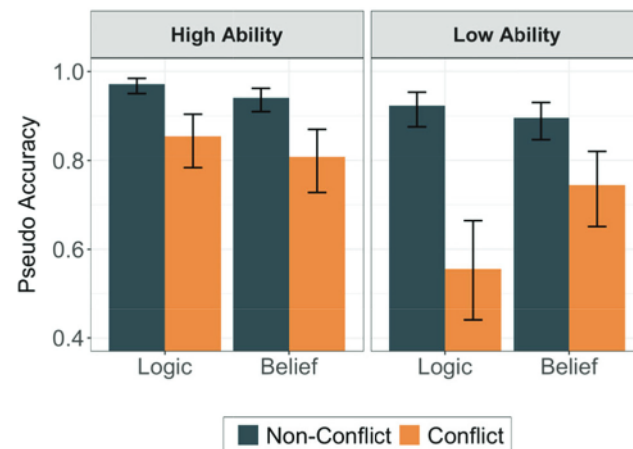 High Ability
Low Ability
Pseudo Accuracy
1.0
0.8
0.6
0.4
Logic
Belief
Logic
Belief
Non-Conflict
Conflict